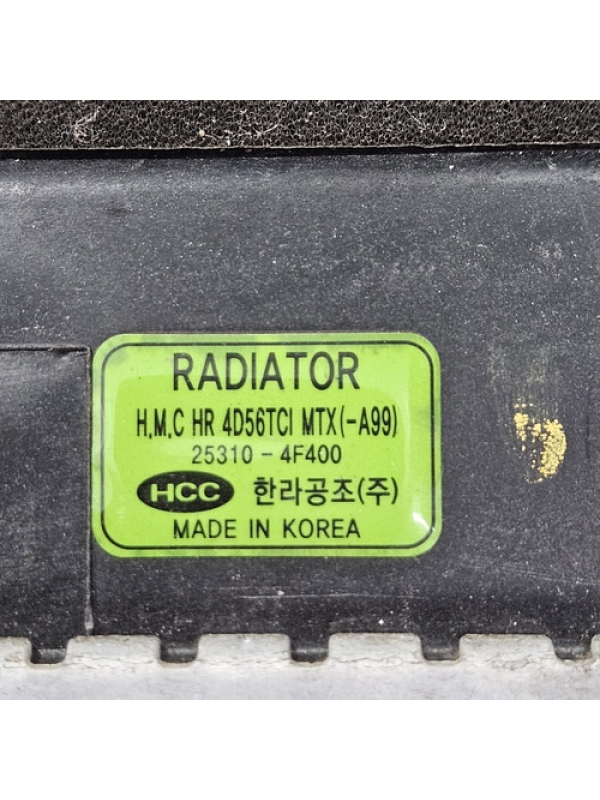 RADIATOR
H.M.C HR 4D56TCI MTX(-A99)
25310 - 4F400
HCC 한라공조(주)
MADE IN KOREA